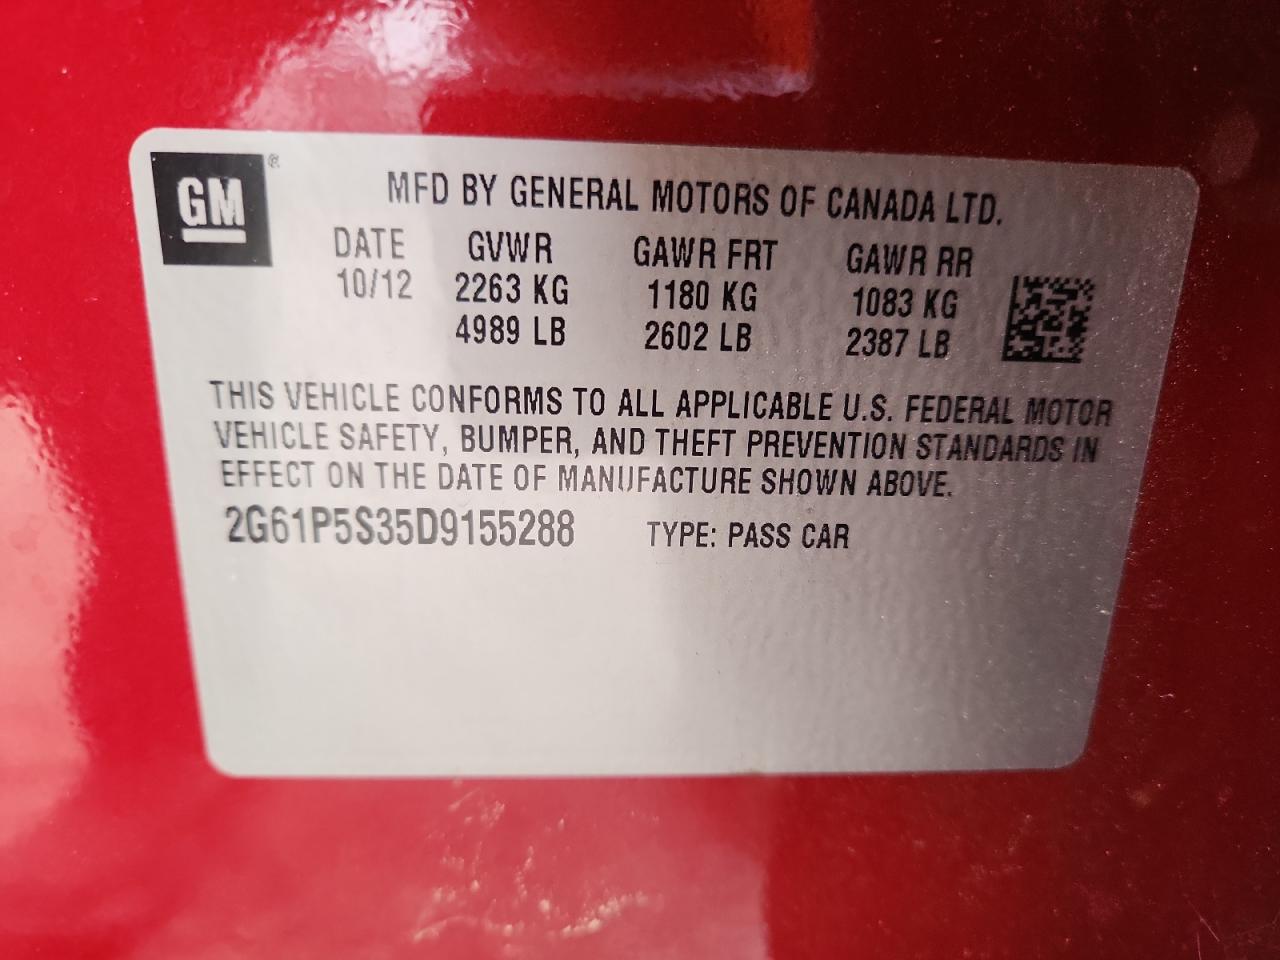 GM ®
MFD BY GENERAL MOTORS OF CANADA LTD.
DATE GVWR GAWR FRT GAWR RR
10/12 2263 KG 1180 KG 1083 KG
4989 LB 2602 LB 2387 LB
THIS VEHICLE CONFORMS TO ALL APPLICABLE U.S. FEDERAL MOTOR
VEHICLE SAFETY, BUMPER, AND THEFT PREVENTION STANDARDS IN
EFFECT ON THE DATE OF MANUFACTURE SHOWN ABOVE.
2G61P5S35D9155288 TYPE: PASS CAR